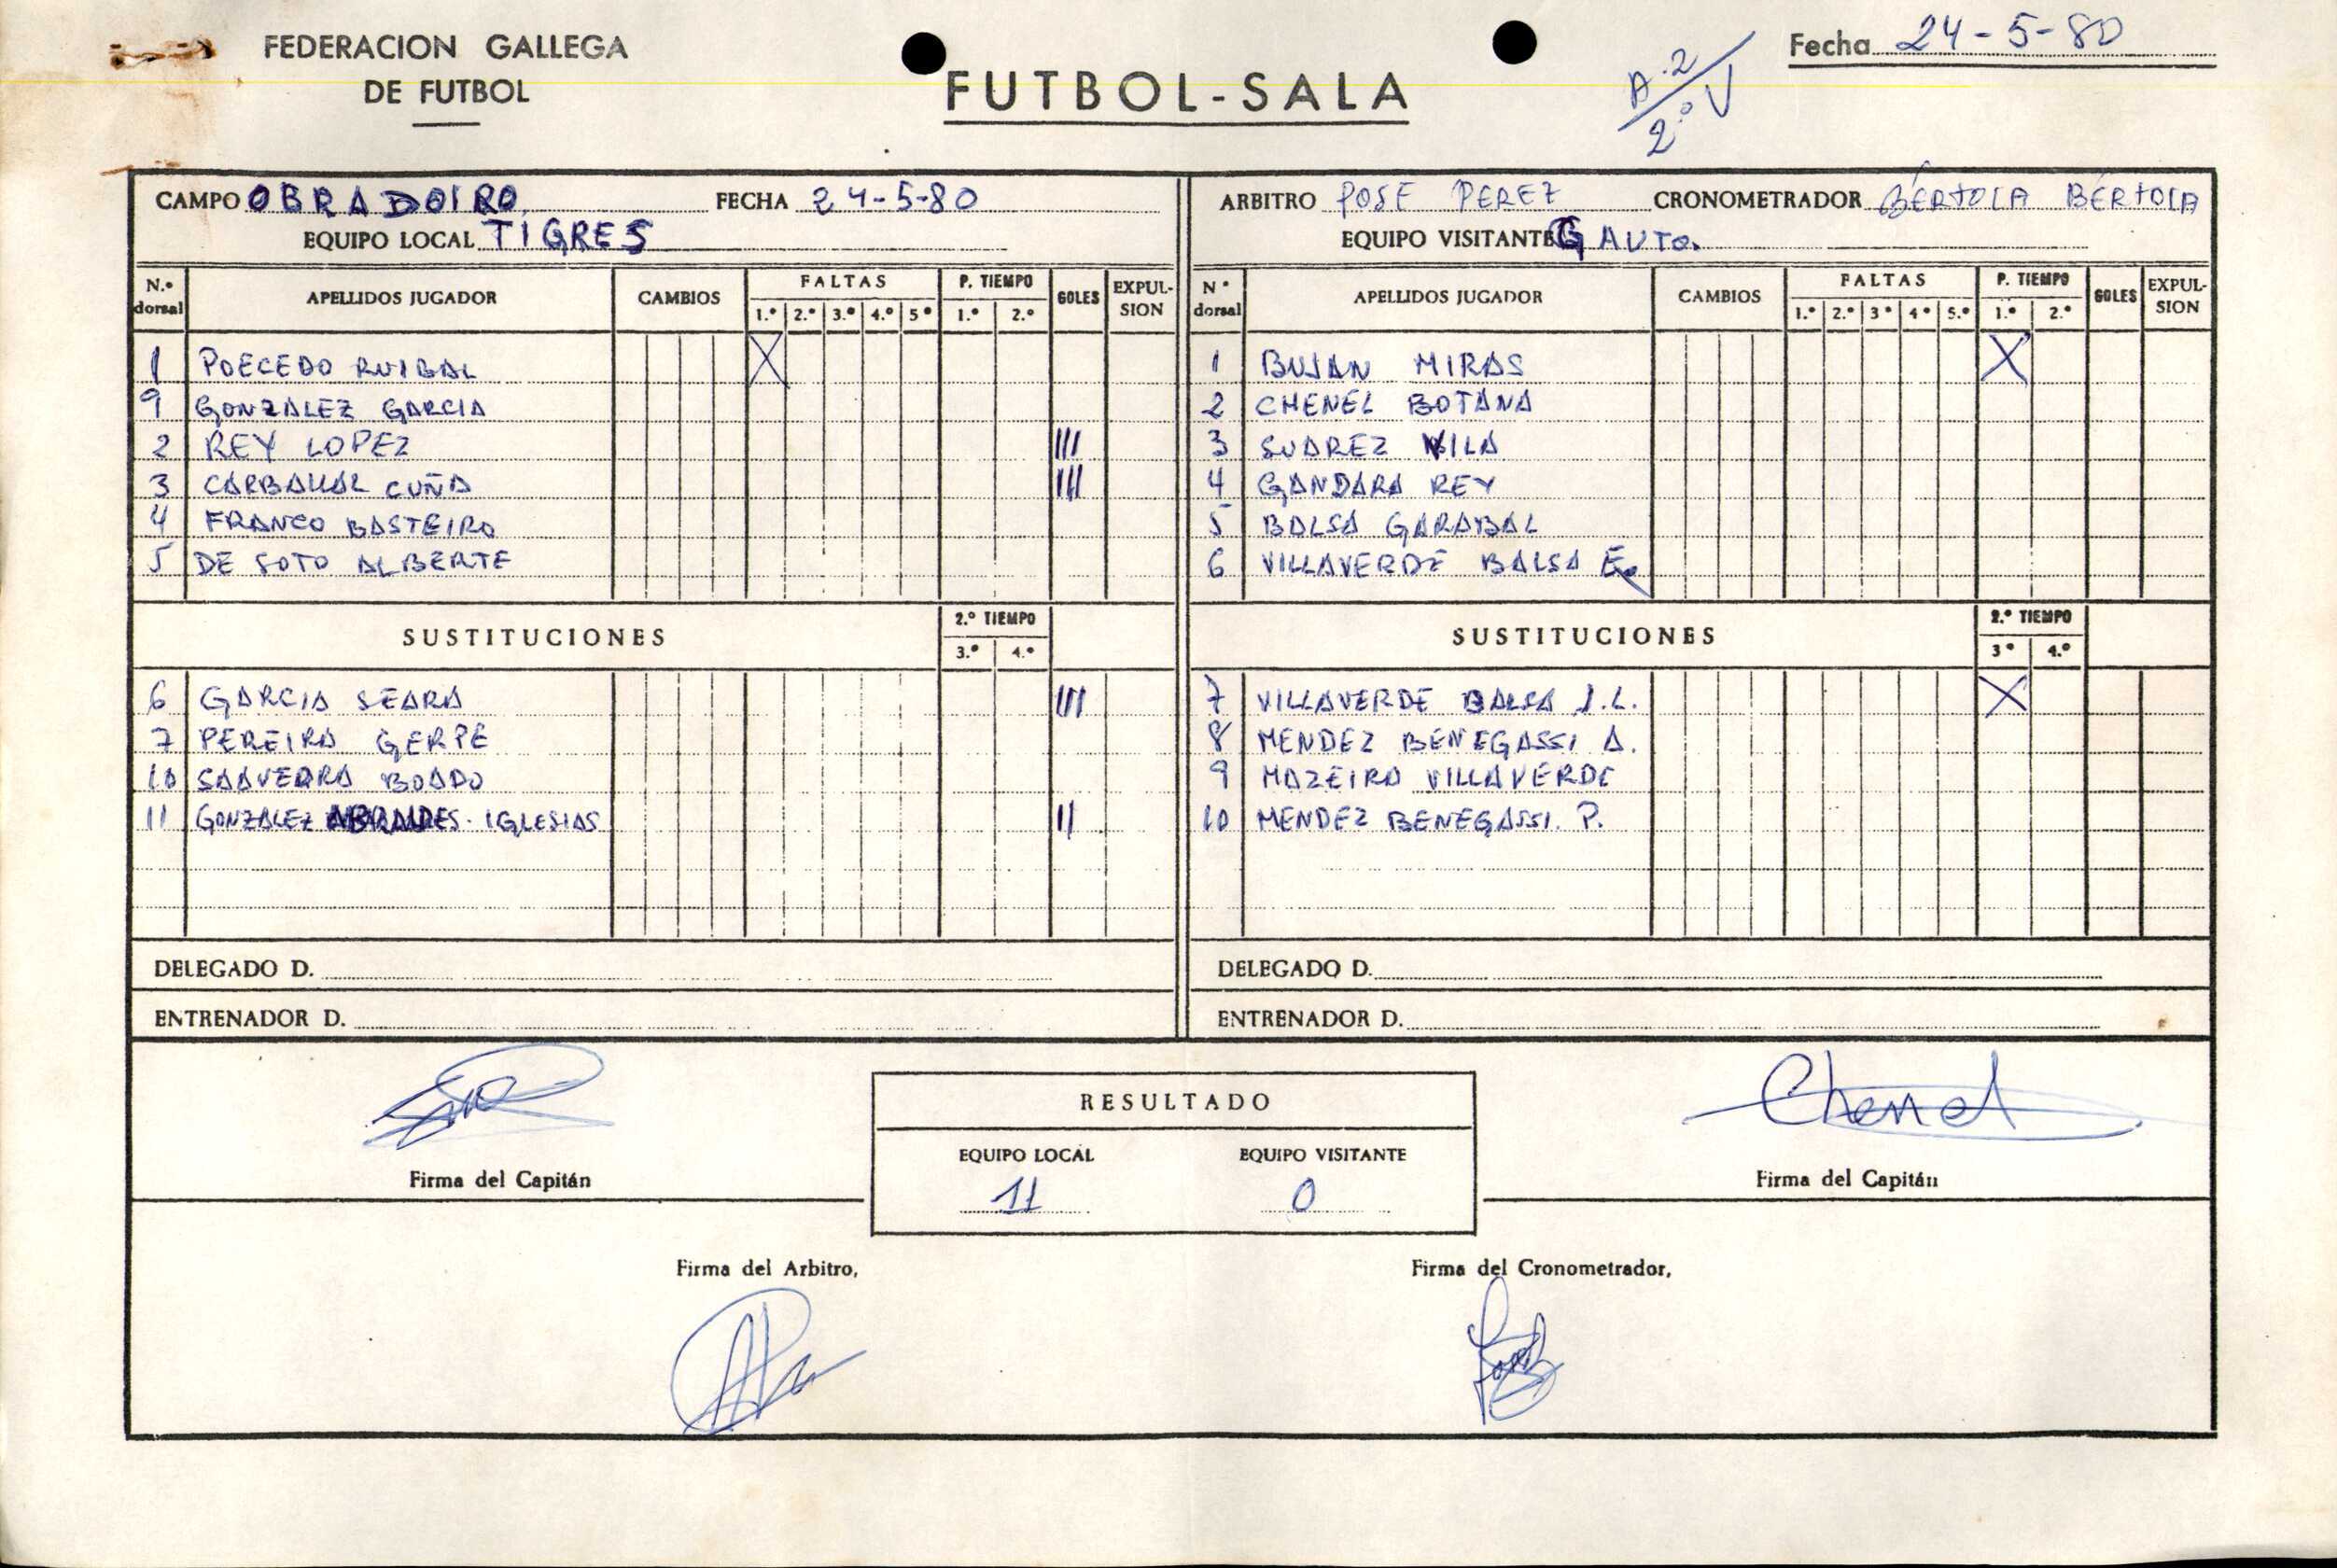 FEDERACION GALLEGA
DE FUTBOL
FUTBOL-SALA
A.2
2º V
Fecha 24-5-80
CAMPO OBRADOIRO FECHA 24-5-80
EQUIPO LOCAL TIGRES
N.º dorsal APELLIDOS JUGADOR CAMBIOS FALTAS 1.º 2.º 3.º 4.º 5º P. TIEMPO 1.º 2.º GOLES EXPULSION
1 POECEDO RUIBAL X
9 GONZALEZ GARCIA
2 REY LOPEZ III
3 CARBALLAL CUÑA III
4 FRANCO BASTEIRO
5 DE SOTO ALBERTE
SUSTITUCIONES 2.º TIEMPO 3.º 4.º
6 GARCIA SEARA III
7 PEREIRA GERPE
10 SAAVEDRA BOADO
11 GONZALEZ ABRALDES-IGLESIAS II
DELEGADO D.
ENTRENADOR D.
ARBITRO POSE PEREZ CRONOMETRADOR BERTOLA BERTOLA
EQUIPO VISITANTE G AUTO.
Nº dorsal APELLIDOS JUGADOR CAMBIOS FALTAS 1.º 2.º 3º 4º 5.º P. TIEMPO 1.º 2.º GOLES EXPULSION
1 BUJAN MIRAS X
2 CHENEL BOTANA
3 SUAREZ VILA
4 GANDARA REY
5 BALSA GARABAL
6 VILLAVERDE BALSA E.
SUSTITUCIONES 2.º TIEMPO 3º 4.º
7 VILLAVERDE BALSA J.L. X
8 MENDEZ BENEGASSI A.
9 MAZEIRA VILLAVERDE
10 MENDEZ BENEGASSI. P.
DELEGADO D.
ENTRENADOR D.
Firma del Capitán
RESULTADO
EQUIPO LOCAL EQUIPO VISITANTE
11 0
Chenel
Firma del Capitán
Firma del Arbitro,
Firma del Cronometrador,